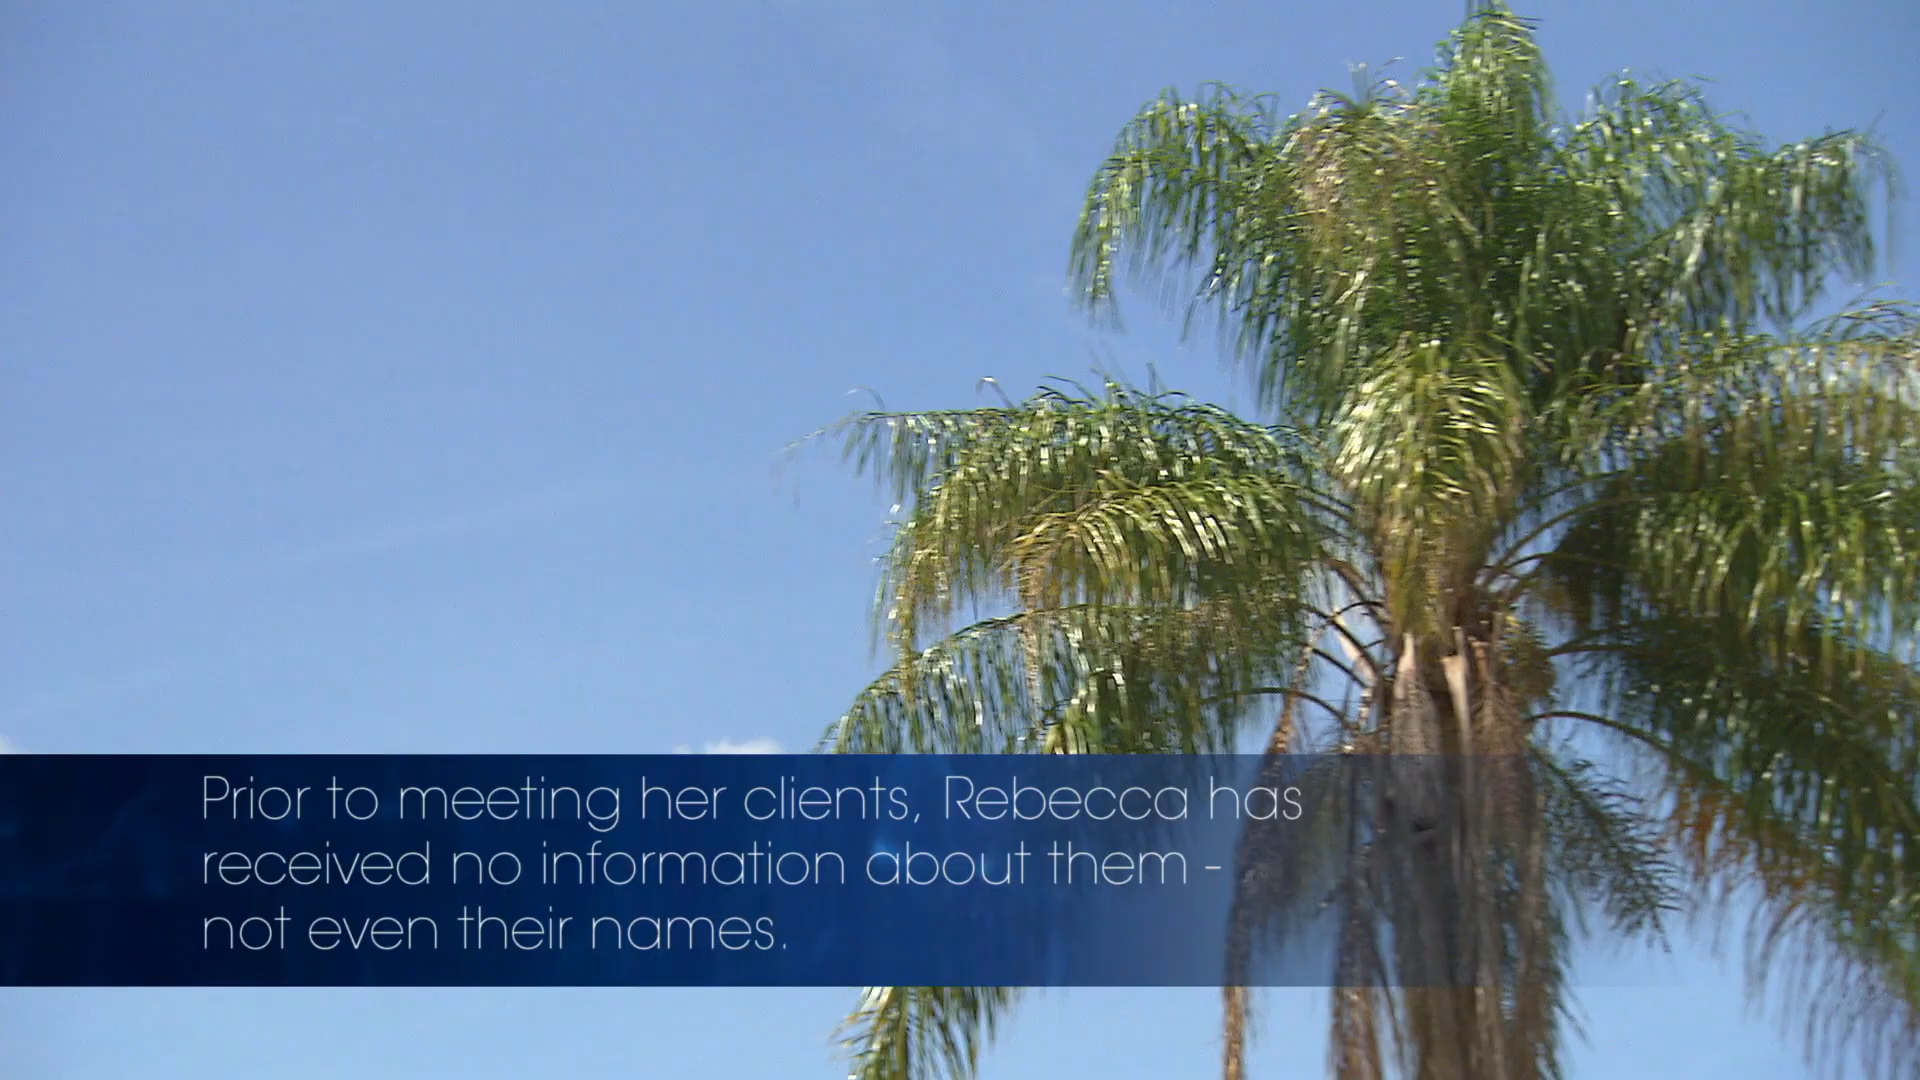 Prior to meeting her clients, Rebecca has
received no information about them -
not even their names.